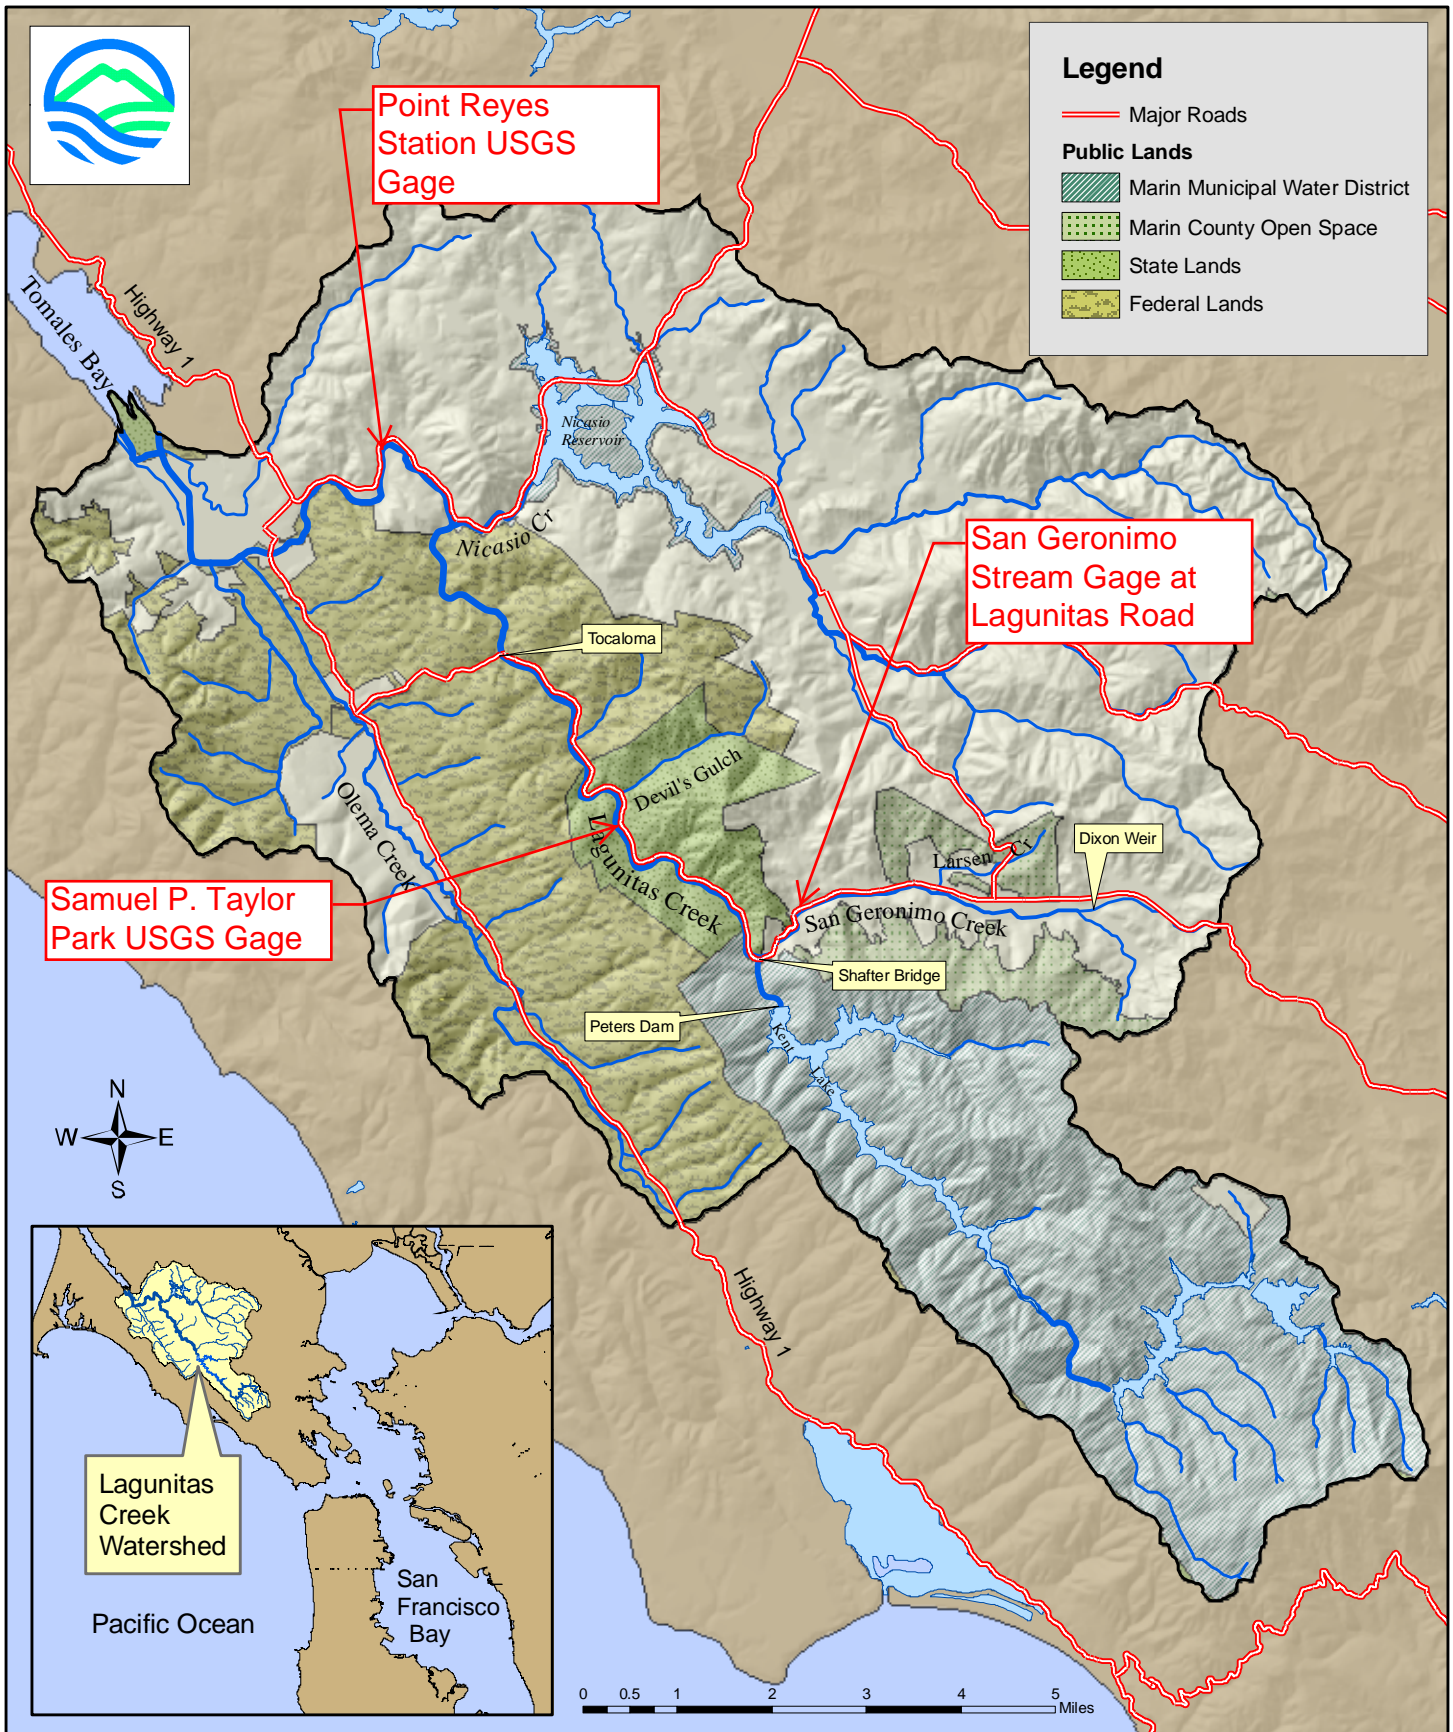 Point Reyes
Station USGS
Gage
Legend
Major Roads
Public Lands
Marin Municipal Water District
Marin County Open Space
State Lands
Federal Lands
Tomales Bay
Highway 1
Nicasio
Reservoir
Nicasio Cr
San Geronimo
Stream Gage at
Lagunitas Road
Tocaloma
Devil's Gulch
Olema Creek
Lagunitas Creek
Larsen Cr
Dixon Weir
Samuel P. Taylor
Park USGS Gage
San Geronimo Creek
Shafter Bridge
Peters Dam
Kent Lake
N
W E
S
Highway 1
Lagunitas
Creek
Watershed
Pacific Ocean
San
Francisco
Bay
0 0.5 1 2 3 4 5
Miles